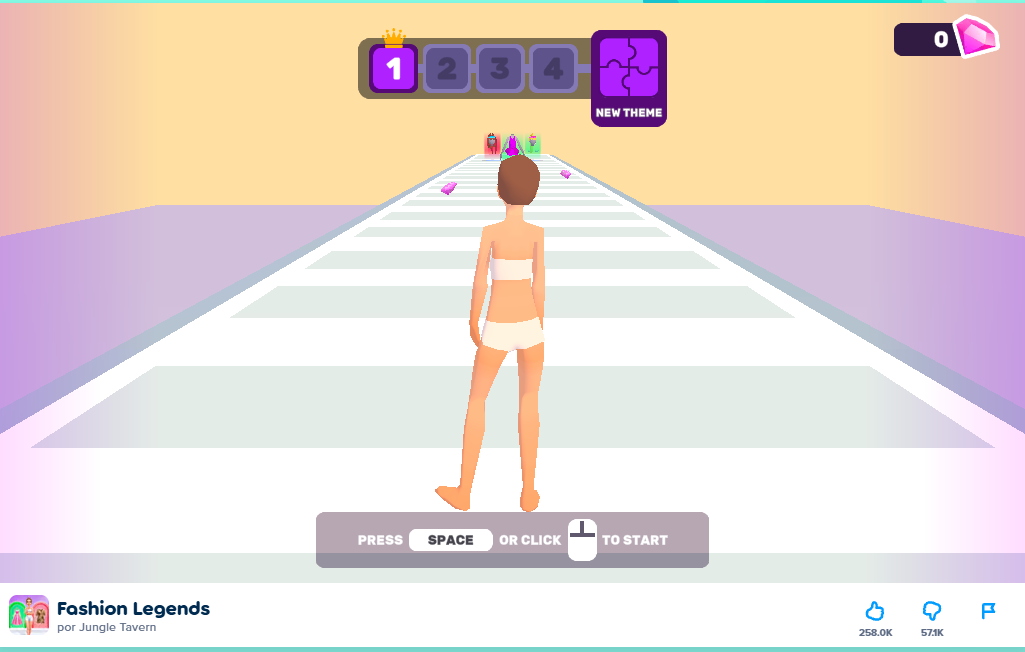 1 2 3 4
NEW THEME
0
PRESS SPACE OR CLICK TO START
Fashion Legends
por Jungle Tavern
258.0K
57.1K